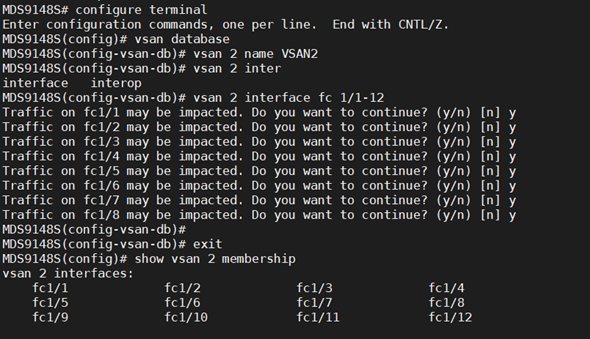 MDS9148S# configure terminal
Enter configuration commands, one per line.  End with CNTL/Z.
MDS9148S(config)# vsan database
MDS9148S(config-vsan-db)# vsan 2 name VSAN2
MDS9148S(config-vsan-db)# vsan 2 inter
interface   interop
MDS9148S(config-vsan-db)# vsan 2 interface fc 1/1-12
Traffic on fc1/1 may be impacted. Do you want to continue? (y/n) [n] y
Traffic on fc1/2 may be impacted. Do you want to continue? (y/n) [n] y
Traffic on fc1/3 may be impacted. Do you want to continue? (y/n) [n] y
Traffic on fc1/4 may be impacted. Do you want to continue? (y/n) [n] y
Traffic on fc1/5 may be impacted. Do you want to continue? (y/n) [n] y
Traffic on fc1/6 may be impacted. Do you want to continue? (y/n) [n] y
Traffic on fc1/7 may be impacted. Do you want to continue? (y/n) [n] y
Traffic on fc1/8 may be impacted. Do you want to continue? (y/n) [n] y
MDS9148S(config-vsan-db)#
MDS9148S(config-vsan-db)# exit
MDS9148S(config)# show vsan 2 membership
vsan 2 interfaces:
    fc1/1             fc1/2             fc1/3             fc1/4
    fc1/5             fc1/6             fc1/7             fc1/8
    fc1/9             fc1/10            fc1/11            fc1/12